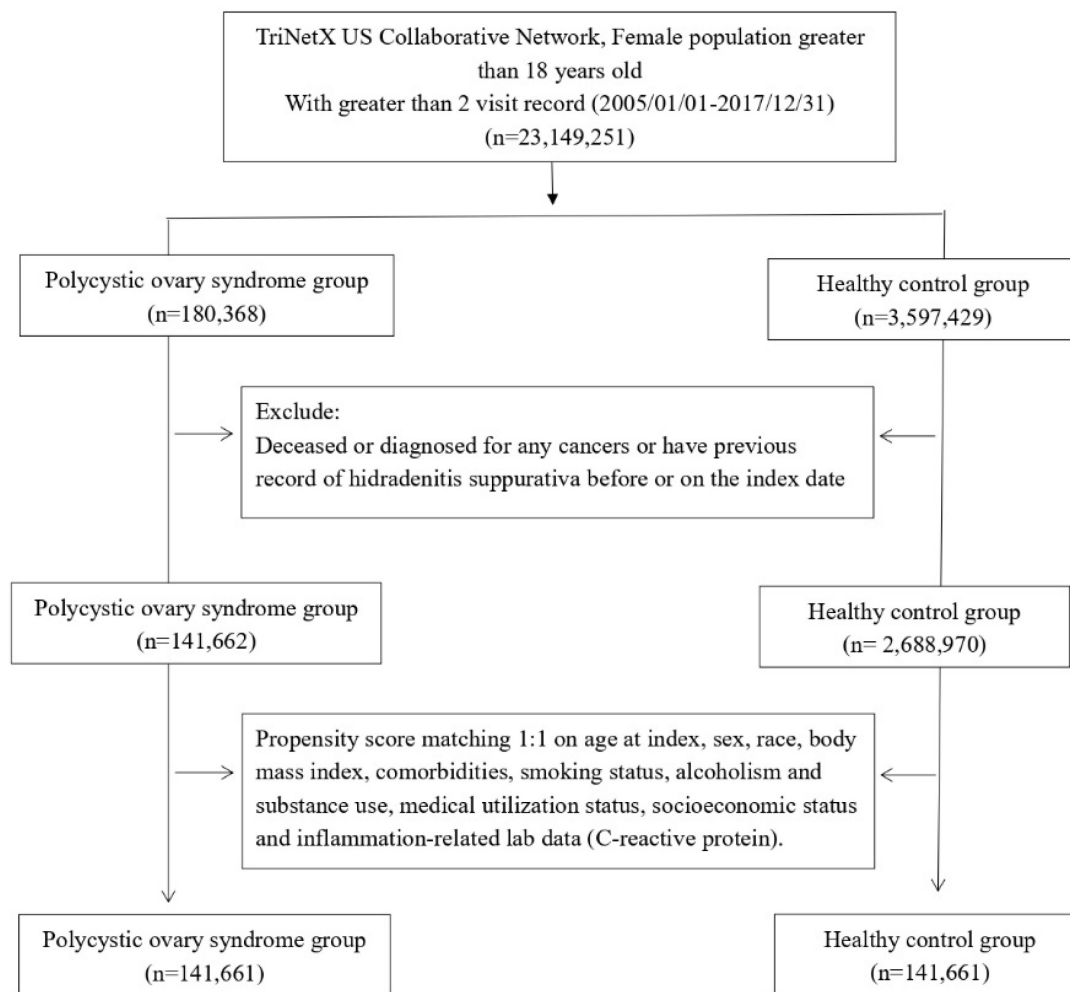 TriNetX US Collaborative Network, Female population greater
than 18 years old
With greater than 2 visit record (2005/01/01-2017/12/31)
(n=23,149,251)
Polycystic ovary syndrome group
(n=180,368)
Healthy control group
(n=3,597,429)
Exclude:
Deceased or diagnosed for any cancers or have previous
record of hidradenitis suppurativa before or on the index date
Polycystic ovary syndrome group
(n=141,662)
Healthy control group
(n= 2,688,970)
Propensity score matching 1:1 on age at index, sex, race, body
mass index, comorbidities, smoking status, alcoholism and
substance use, medical utilization status, socioeconomic status
and inflammation-related lab data (C-reactive protein).
Polycystic ovary syndrome group
(n=141,661)
Healthy control group
(n=141,661)